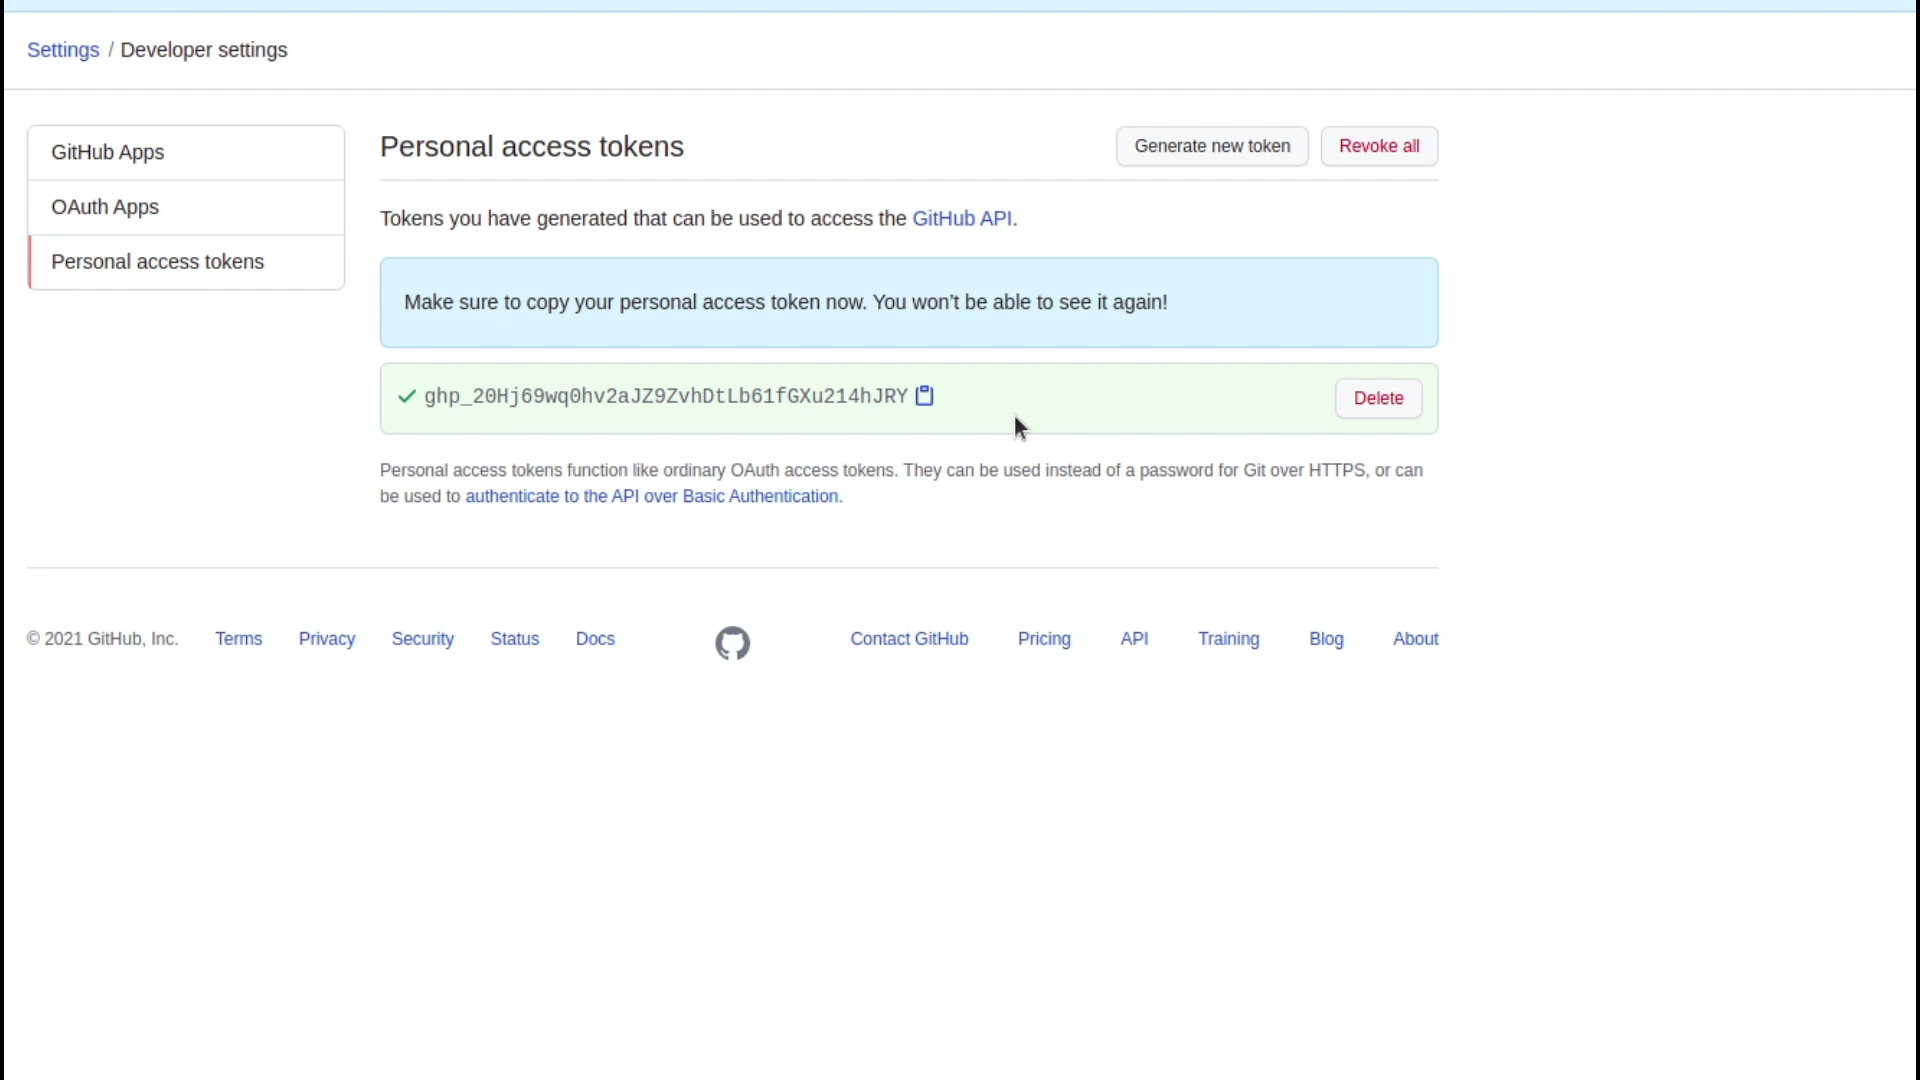 Settings / Developer settings
GitHub Apps
OAuth Apps
Personal access tokens
Personal access tokens
Generate new token
Revoke all
Tokens you have generated that can be used to access the GitHub API.
Make sure to copy your personal access token now. You won't be able to see it again!
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
Delete
Personal access tokens function like ordinary OAuth access tokens. They can be used instead of a password for Git over HTTPS, or can
be used to authenticate to the API over Basic Authentication.
© 2021 GitHub, Inc.
Terms
Privacy
Security
Status
Docs
Contact GitHub
Pricing
API
Training
Blog
About